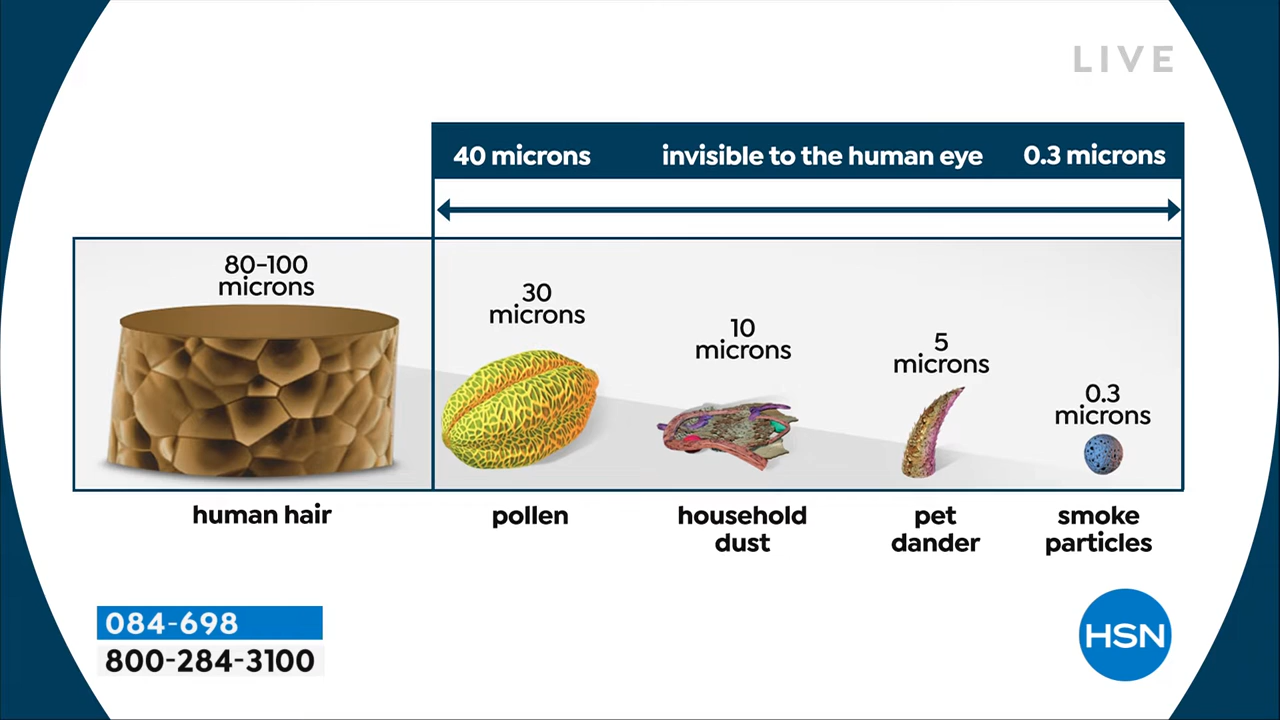 LIVE
40 microns invisible to the human eye 0.3 microns
80-100
microns
30
microns
10
microns
5
microns
0.3
microns
human hair
pollen
household
dust
pet
dander
smoke
particles
084-698
800-284-3100
HSN